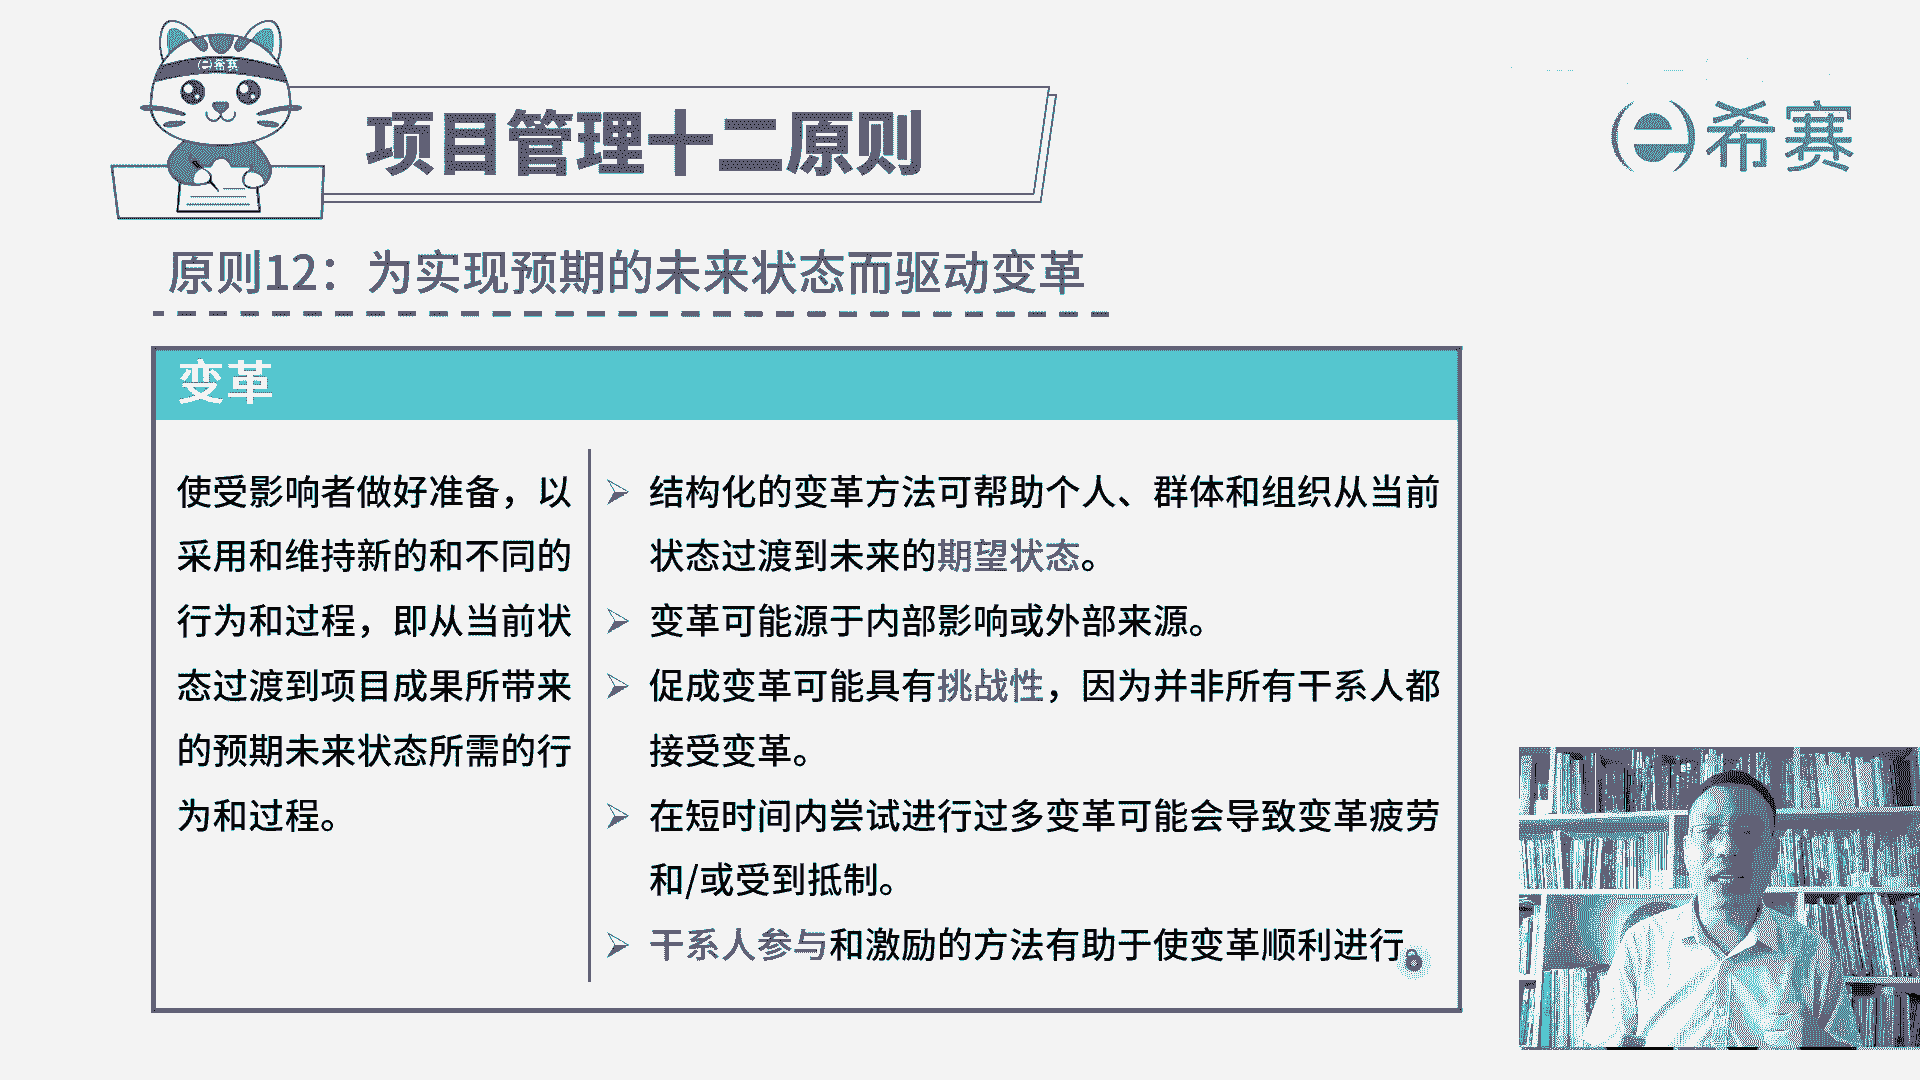 希赛
项目管理十二原则
希赛
原则12：为实现预期的未来状态而驱动变革
变革
使受影响者做好准备，以
采用和维持新的和不同的
行为和过程，即从当前状
态过渡到项目成果所带来
的预期未来状态所需的行
为和过程。
结构化的变革方法可帮助个人、群体和组织从当前
状态过渡到未来的期望状态。
变革可能源于内部影响或外部来源。
促成变革可能具有挑战性，因为并非所有干系人都
接受变革。
在短时间内尝试进行过多变革可能会导致变革疲劳
和/或受到抵制。
干系人参与和激励的方法有助于使变革顺利进行。